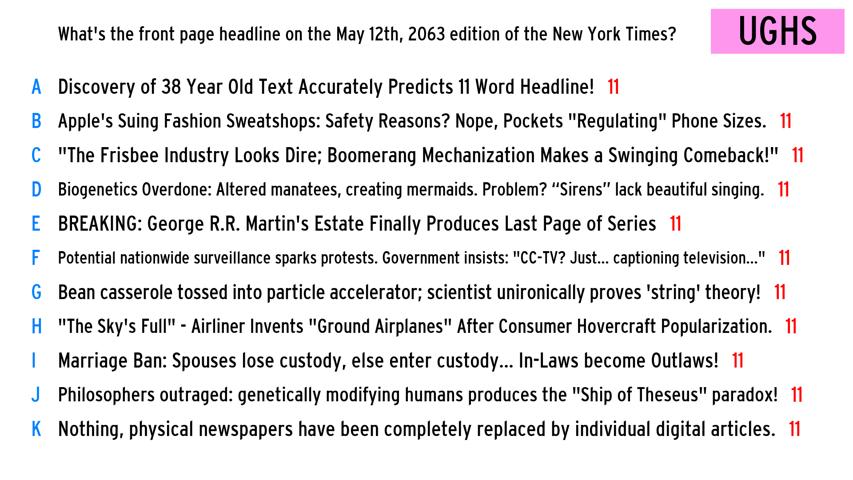 What's the front page headline on the May 12th, 2063 edition of the New York Times?
UGHS
A Discovery of 38 Year Old Text Accurately Predicts 11 Word Headline! 11
B Apple's Suing Fashion Sweatshops: Safety Reasons? Nope, Pockets "Regulating" Phone Sizes. 11
C "The Frisbee Industry Looks Dire; Boomerang Mechanization Makes a Swinging Comeback!" 11
D Biogenetics Overdone: Altered manatees, creating mermaids. Problem? “Sirens” lack beautiful singing. 11
E BREAKING: George R.R. Martin's Estate Finally Produces Last Page of Series 11
F Potential nationwide surveillance sparks protests. Government insists: "CC-TV? Just... captioning television..." 11
G Bean casserole tossed into particle accelerator; scientist unironically proves 'string' theory! 11
H "The Sky's Full" - Airliner Invents "Ground Airplanes" After Consumer Hovercraft Popularization. 11
I Marriage Ban: Spouses lose custody, else enter custody... In-Laws become Outlaws! 11
J Philosophers outraged: genetically modifying humans produces the "Ship of Theseus" paradox! 11
K Nothing, physical newspapers have been completely replaced by individual digital articles. 11